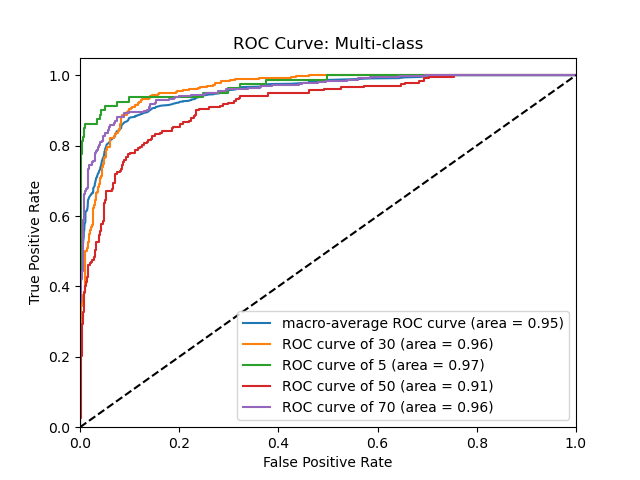 ROC Curve: Multi-class
True Positive Rate
1.0
0.8
0.6
0.4
0.2
0.0
macro-average ROC curve (area = 0.95)
ROC curve of 30 (area = 0.96)
ROC curve of 5 (area = 0.97)
ROC curve of 50 (area = 0.91)
ROC curve of 70 (area = 0.96)
0.0 0.2 0.4 0.6 0.8 1.0
False Positive Rate